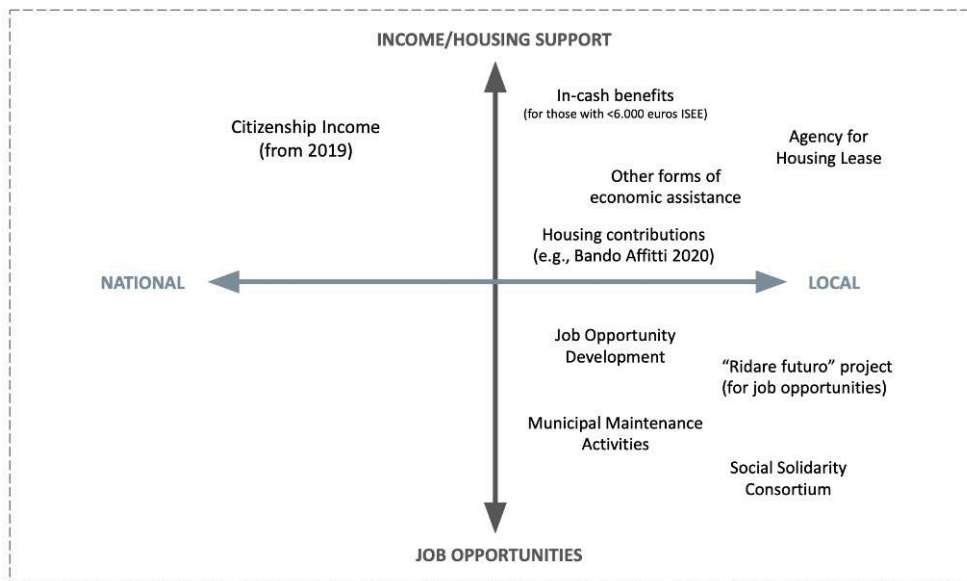 INCOME/HOUSING SUPPORT
In-cash benefits
(for those with <6.000 euros ISEE)
Citizenship Income
(from 2019)
Agency for
Housing Lease
Other forms of
economic assistance
Housing contributions
(e.g., Bando Affitti 2020)
NATIONAL
LOCAL
Job Opportunity
Development
“Ridare futuro” project
(for job opportunities)
Municipal Maintenance
Activities
Social Solidarity
Consortium
JOB OPPORTUNITIES